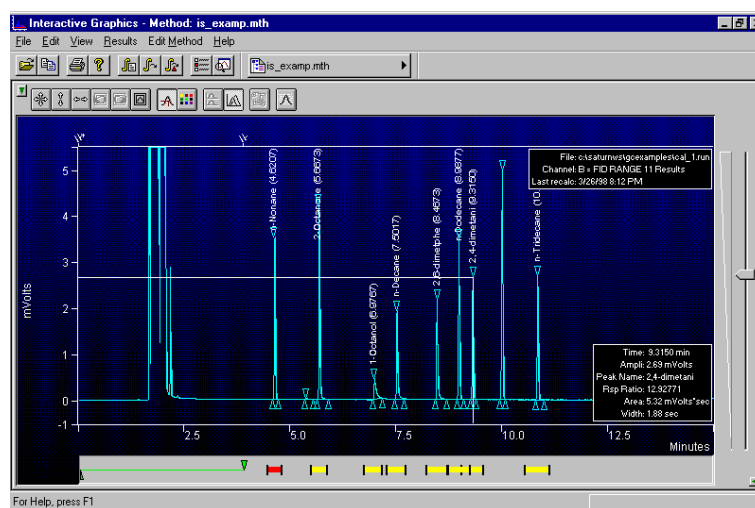 Interactive Graphics - Method: is_examp.mth
File Edit View Results Edit Method Help
is_examp.mth
File: c:\saturnws\gcexamples\cal_1.run
Channel: B = FID RANGE 11 Results
Last recalc: 3/26/98 8:12 PM
n-Nonane (4.6207)
2-Octanone (5.6673)
1-Octanol (6.9767)
n-Decane (7.5017)
2,6-dimetphe (8.4673)
n-Dodecane (8.9877)
2,4-dimetani (9.3150)
n-Tridecane (10.
mVolts
5
4
3
2
1
0
-1
2.5
5.0
7.5
10.0
12.5
Minutes
Time: 9.3150 min
Ampli: 2.69 mVolts
Peak Name: 2,4-dimetani
Rsp Ratio: 12.92771
Area: 5.32 mVolts*sec
Width: 1.88 sec
For Help, press F1